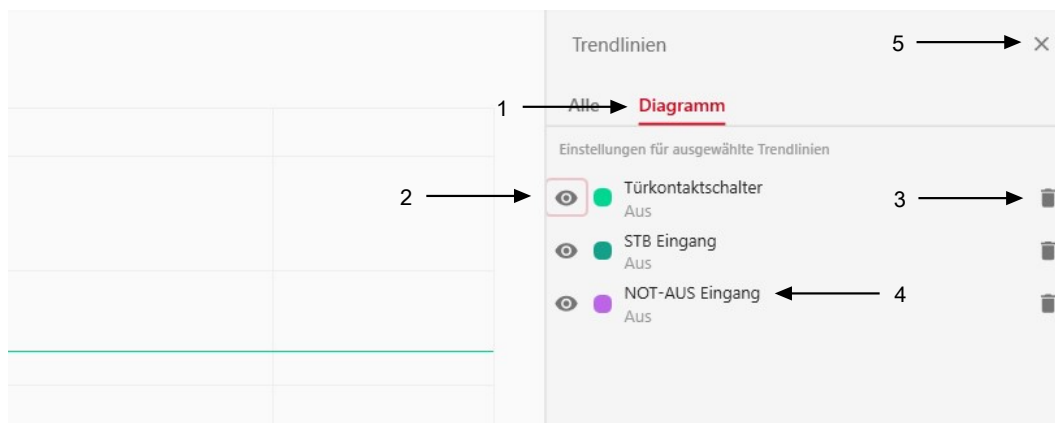 Trendlinien
5
1
Alle
Diagramm
Einstellungen für ausgewählte Trendlinien
2
Türkontaktschalter
Aus
3
STB Eingang
Aus
NOT-AUS Eingang
Aus
4